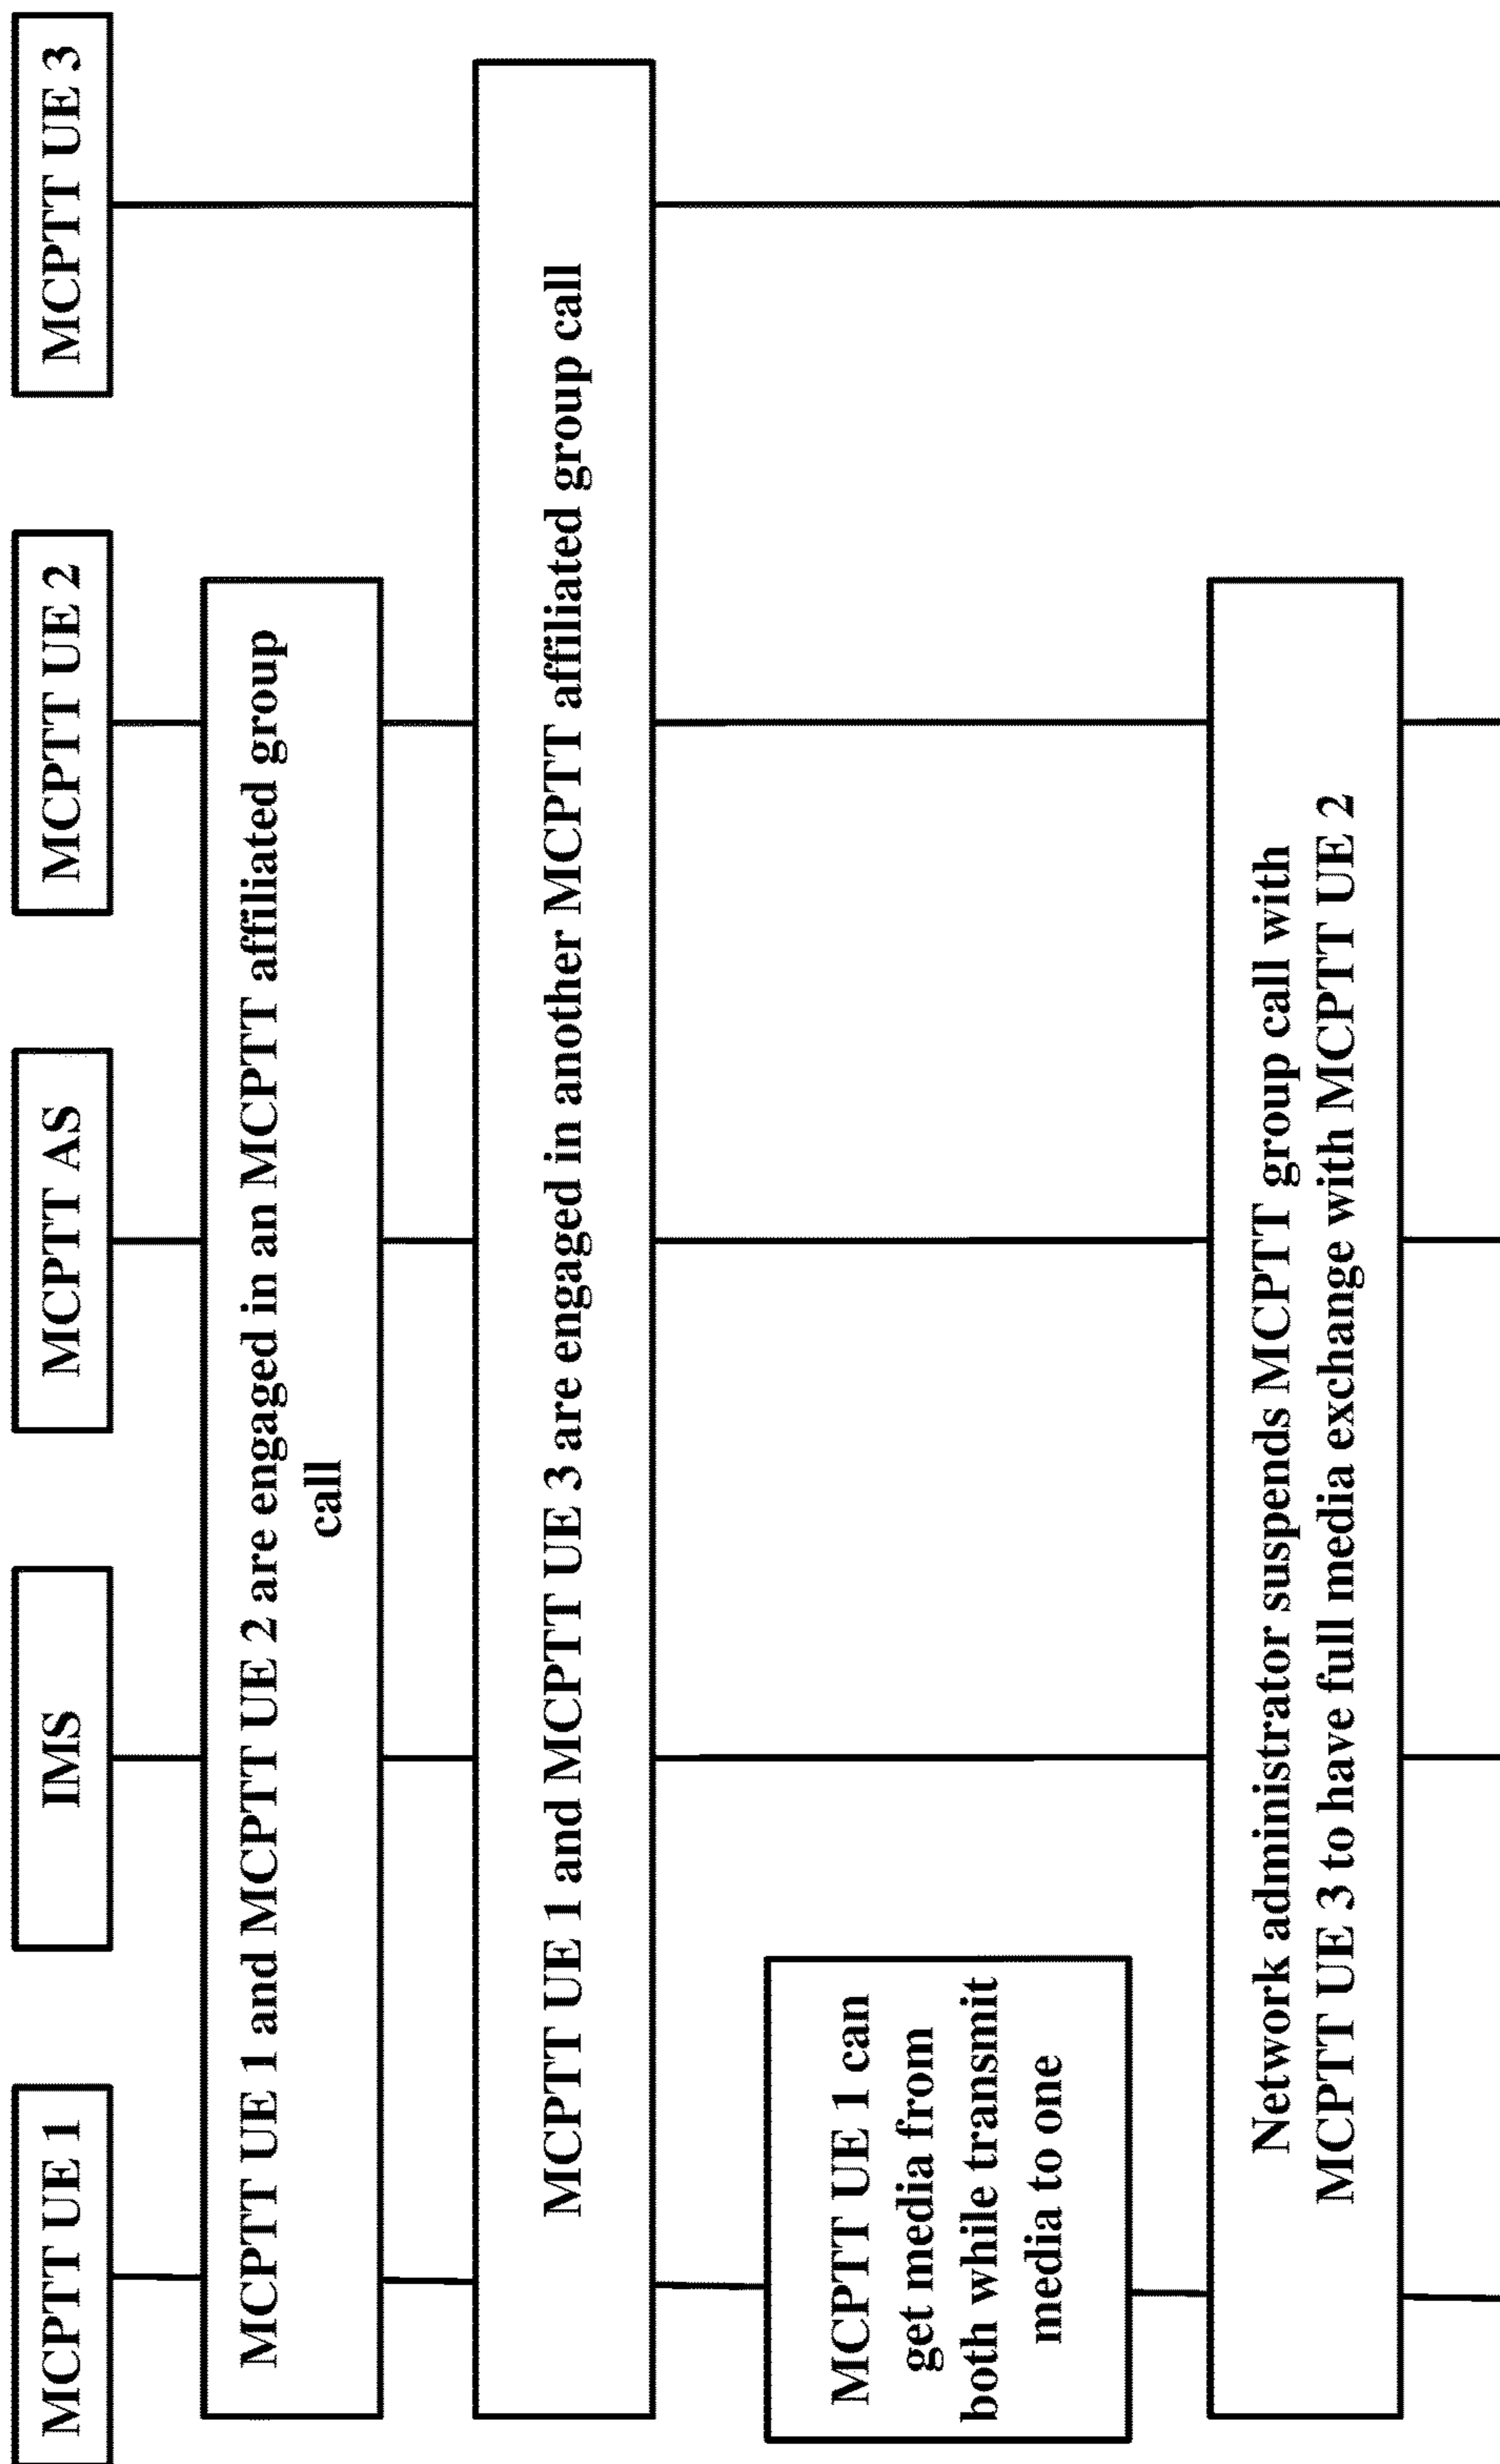 MCPTT UE 1
IMS
MCPTT AS
MCPTT UE 2
MCPTT UE 3
MCPTT UE 1 and MCPTT UE 2 are engaged in an MCPTT affiliated group
call
MCPTT UE 1 and MCPTT UE 3 are engaged in another MCPTT affiliated group call
MCPTT UE 1 can
get media from
both while transmit
media to one
Network administrator suspends MCPTT group call with
MCPTT UE 3 to have full media exchange with MCPTT UE 2